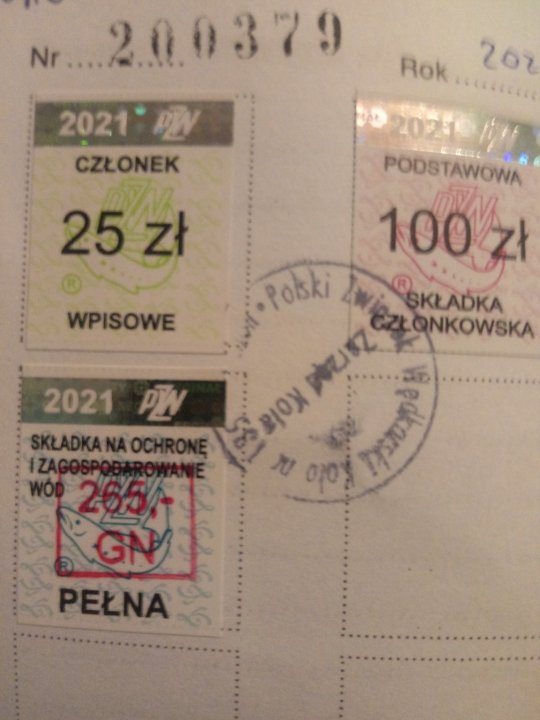 Nr 200379
Rok 202
2021 PZW
CZŁONEK
25 zł
WPISOWE
2021
PODSTAWOWA
100 zł
SKŁADKA
CZŁONKOWSKA
Polski Związek Wędkarski Koło nr 135
Zarząd Koła
2021 PZW
SKŁADKA NA OCHRONĘ
I ZAGOSPODAROWANIE
WÓD
265,-
GN
PEŁNA